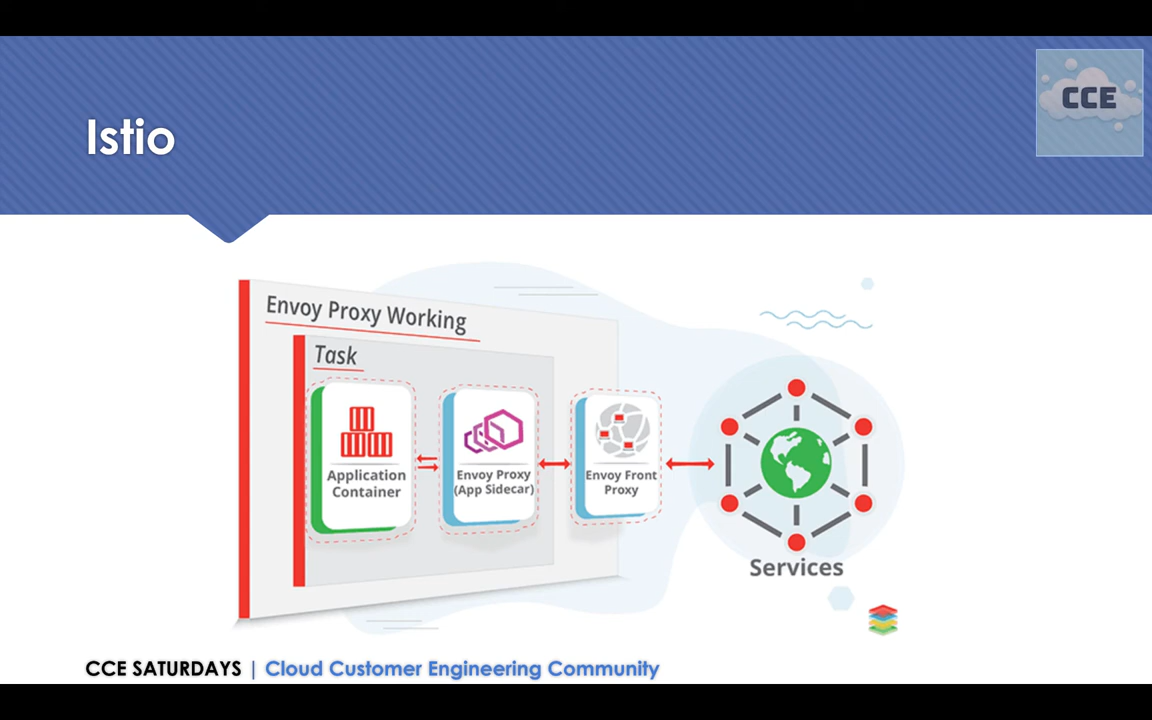 CCE
Istio
Envoy Proxy Working
Task
Application
Container
Envoy Proxy
(App Sidecar)
Envoy Front
Proxy
Services
CCE SATURDAYS | Cloud Customer Engineering Community